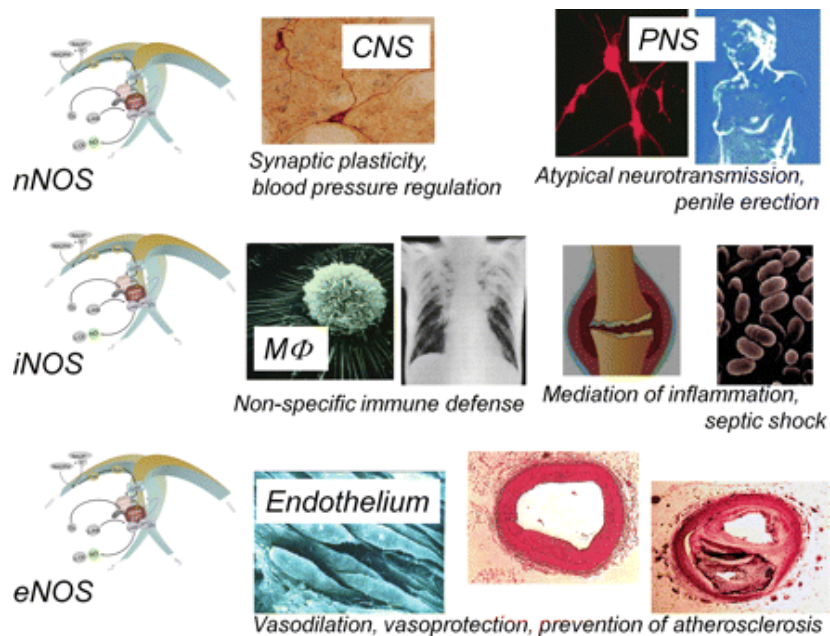 CNS
PNS
nNOS
Synaptic plasticity,
blood pressure regulation
Atypical neurotransmission,
penile erection
MΦ
iNOS
Non-specific immune defense
Mediation of inflammation,
septic shock
Endothelium
eNOS
Vasodilation, vasoprotection, prevention of atherosclerosis